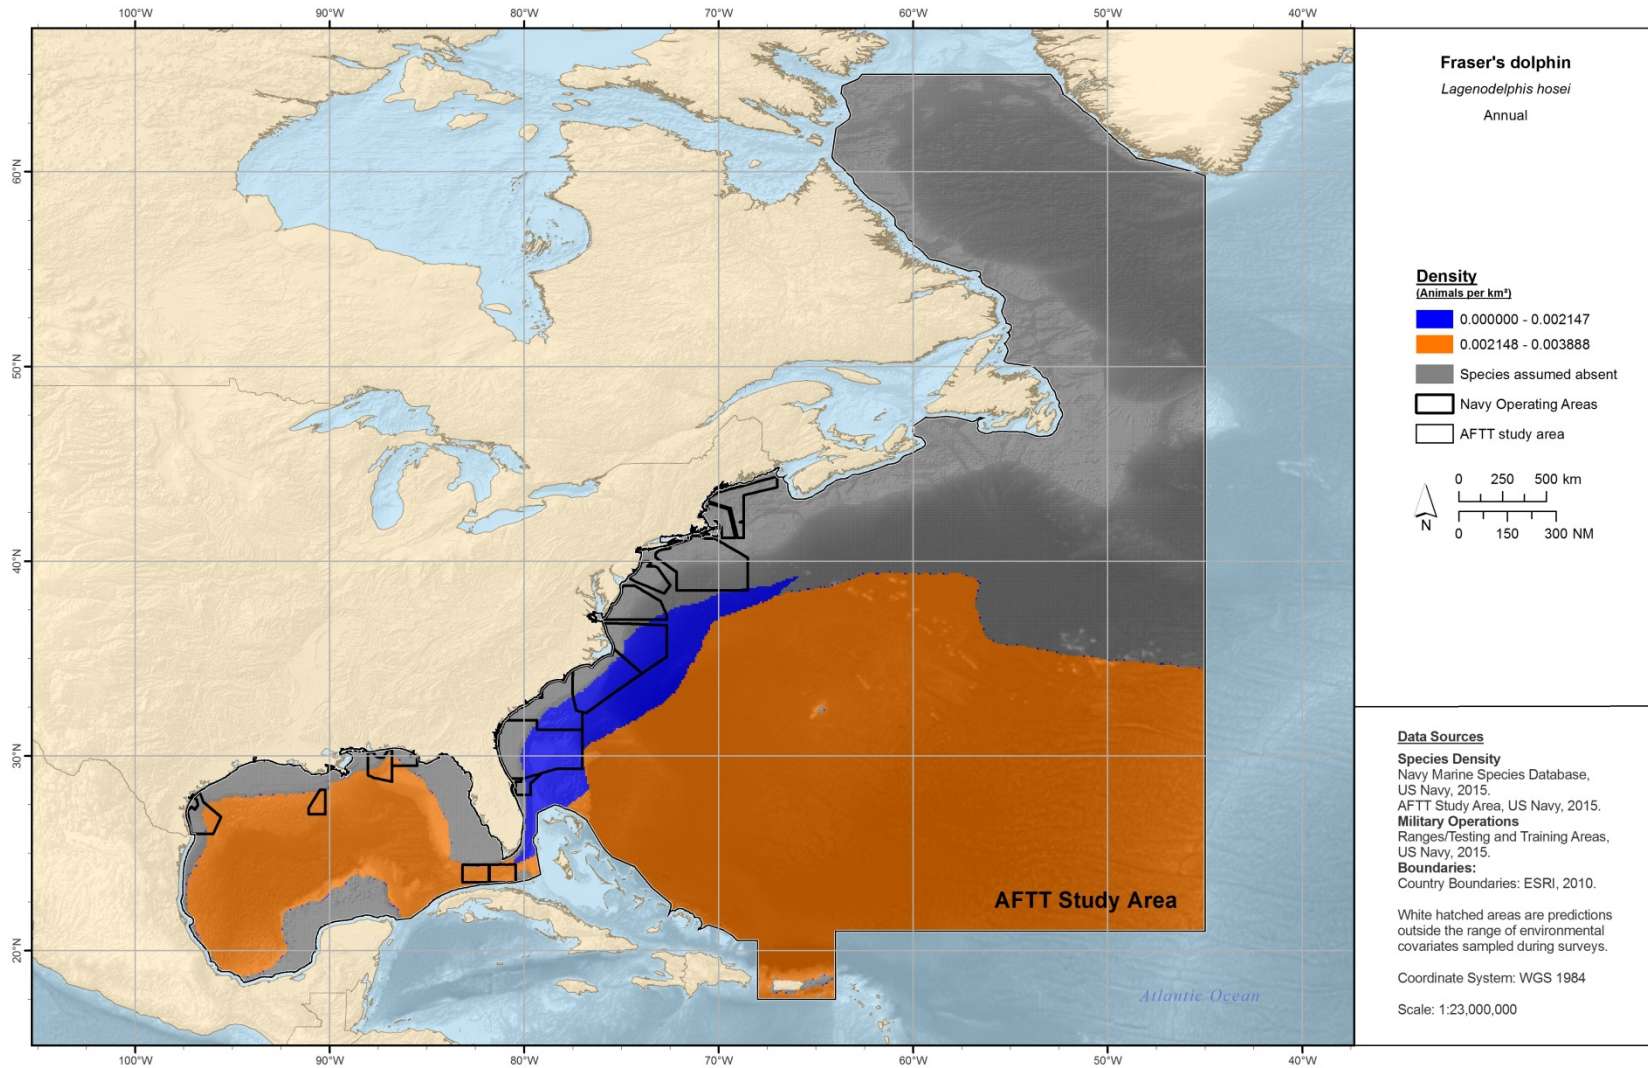 100°W 90°W 80°W 70°W 60°W 50°W 40°W
60°N
50°N
40°N
30°N
20°N
AFTT Study Area
Atlantic Ocean
100°W 90°W 80°W 70°W 60°W 50°W 40°W
Fraser's dolphin
Lagenodelphis hosei
Annual
Density
(Animals per km²)
0.000000 - 0.002147
0.002148 - 0.003888
Species assumed absent
Navy Operating Areas
AFTT study area
N
0 250 500 km
0 150 300 NM
Data Sources
Species Density
Navy Marine Species Database,
US Navy, 2015.
AFTT Study Area, US Navy, 2015.
Military Operations
Ranges/Testing and Training Areas,
US Navy, 2015.
Boundaries:
Country Boundaries: ESRI, 2010.
White hatched areas are predictions
outside the range of environmental
covariates sampled during surveys.
Coordinate System: WGS 1984
Scale: 1:23,000,000